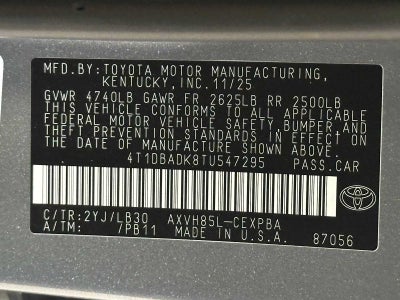 MFD.BY:TOYOTA MOTOR MANUFACTURING,
KENTUCKY,INC.11/25
GVWR 4740LB GAWR FR 2625LB RR 2500LB
THIS VEHICLE CONFORMS TO ALL APPLICABLE
FEDERAL MOTOR VEHICLE SAFETY,BUMPER,AND
THEFT PREVENTION STANDARDS IN EFFECT ON
THE DATE OF MANUFACTURE SHOWN ABOVE.
4T1DBADK8TU547295 PASS.CAR
C/TR:2YJ/LB30 AXVH85L-CEXPBA
A/TM: /PB11 MADE IN U.S.A. 87056
TOYOTA